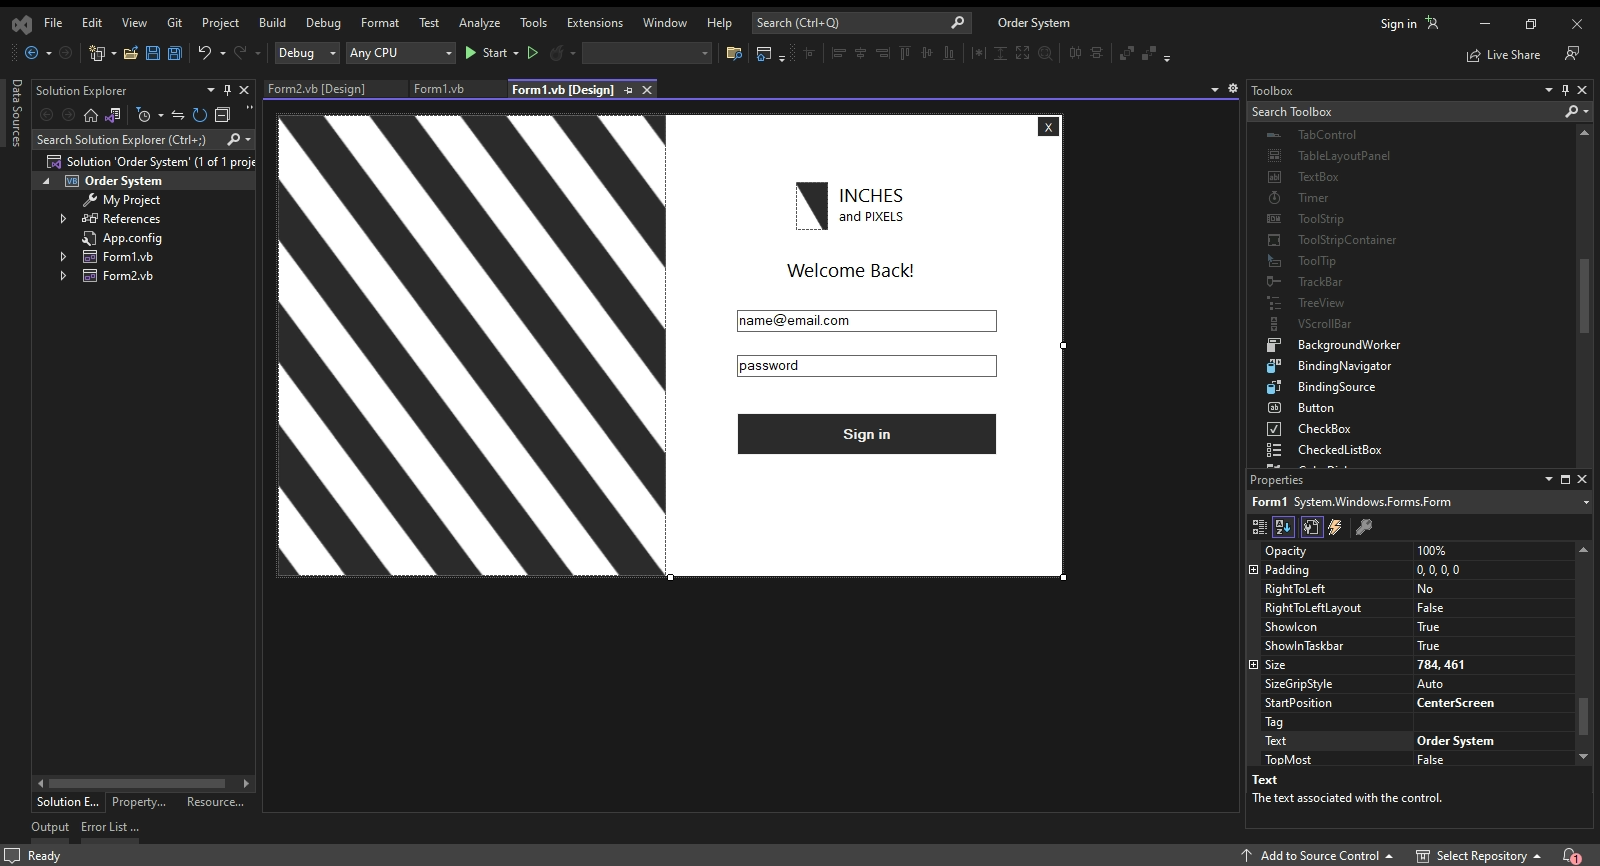 File Edit View Git Project Build Debug Format Test Analyze Tools Extensions Window Help Search (Ctrl+Q) Order System Sign in
Debug Any CPU Start Live Share
Data Sources
Solution Explorer
Search Solution Explorer (Ctrl+;)
Solution 'Order System' (1 of 1 proje
VB Order System
My Project
References
App.config
Form1.vb
Form2.vb
Solution E... Property... Resource...
Form2.vb [Design] Form1.vb Form1.vb [Design]
X
INCHES
and PIXELS
Welcome Back!
name@email.com
password
Sign in
Toolbox
Search Toolbox
TabControl
TableLayoutPanel
TextBox
Timer
ToolStrip
ToolStripContainer
ToolTip
TrackBar
TreeView
VScrollBar
BackgroundWorker
BindingNavigator
BindingSource
Button
CheckBox
CheckedListBox
Properties
Form1 System.Windows.Forms.Form
Opacity 100%
Padding 0, 0, 0, 0
RightToLeft No
RightToLeftLayout False
ShowIcon True
ShowInTaskbar True
Size 784, 461
SizeGripStyle Auto
StartPosition CenterScreen
Tag
Text Order System
TopMost False
Text
The text associated with the control.
Output Error List ...
Ready Add to Source Control Select Repository 1